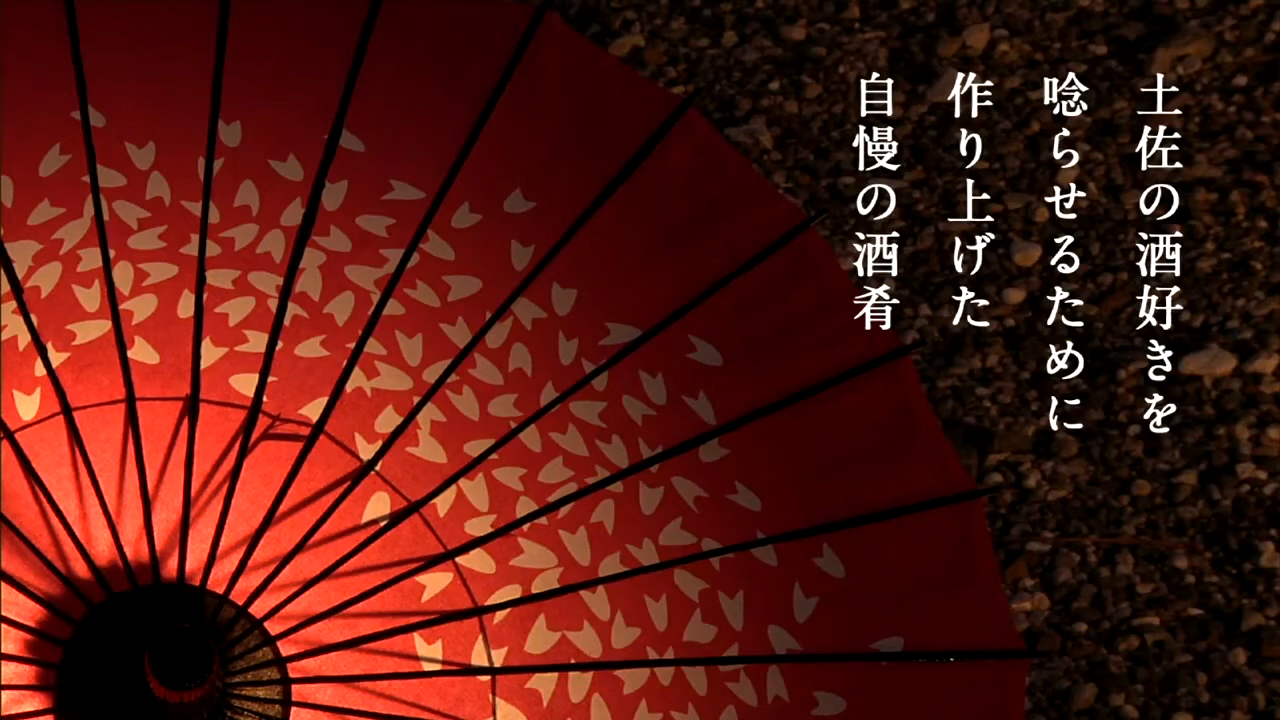 土佐の酒好きを
唸らせるために
作り上げた
自慢の酒肴